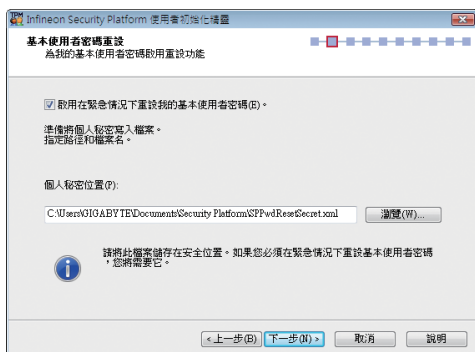 Infineon Security Platform 使用者初始化精靈
基本使用者密碼重設
為我的基本使用者密碼啟用重設功能
啟用在緊急情況下重設我的基本使用者密碼(E)。
準備將個人秘密寫入檔案。
指定路徑和檔案名。
個人秘密位置(P):
C:\Users\GIGABYTE\Documents\Security Platform\SPPwdResetSecret.xml
瀏覽(W)...
請將此檔案儲存在安全位置。如果您必須在緊急情況下重設基本使用者密碼
，您將需要它。
<上一步(B)
下一步(N)>
取消
說明